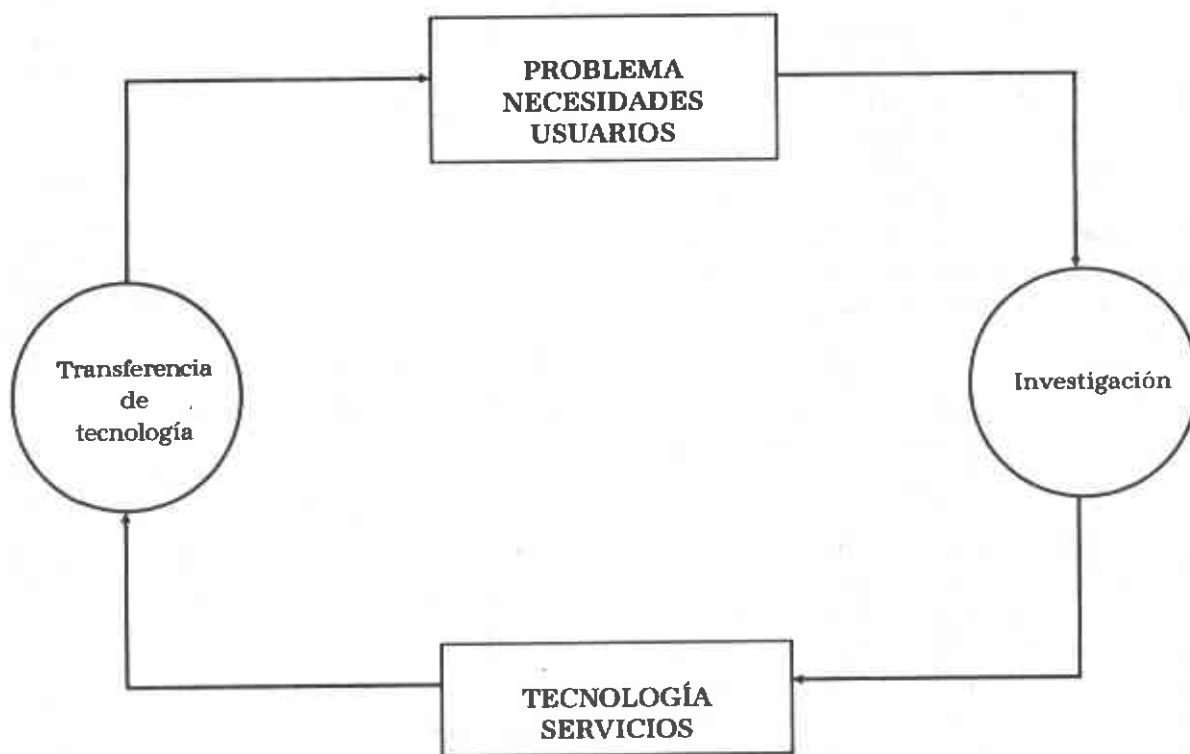 PROBLEMA
NECESIDADES
USUARIOS
Transferencia
de
tecnología
Investigación
TECNOLOGÍA
SERVICIOS